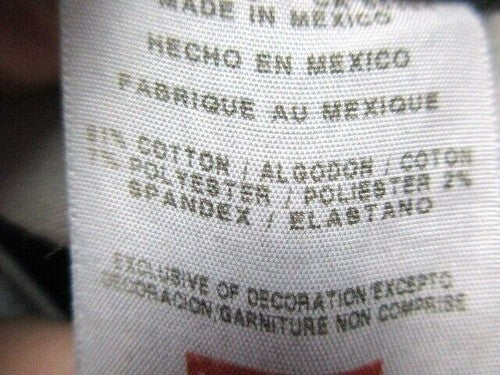 MADE IN MEXICO
HECHO EN MEXICO
FABRIQUE AU MEXIQUE
COTTON / ALGODON / COTON
POLYESTER / POLIESTER 2%
SPANDEX / ELASTANO
EXCLUSIVE OF DECORATION/EXCEPTO
DECORACION/GARNITURE NON COMPRISE